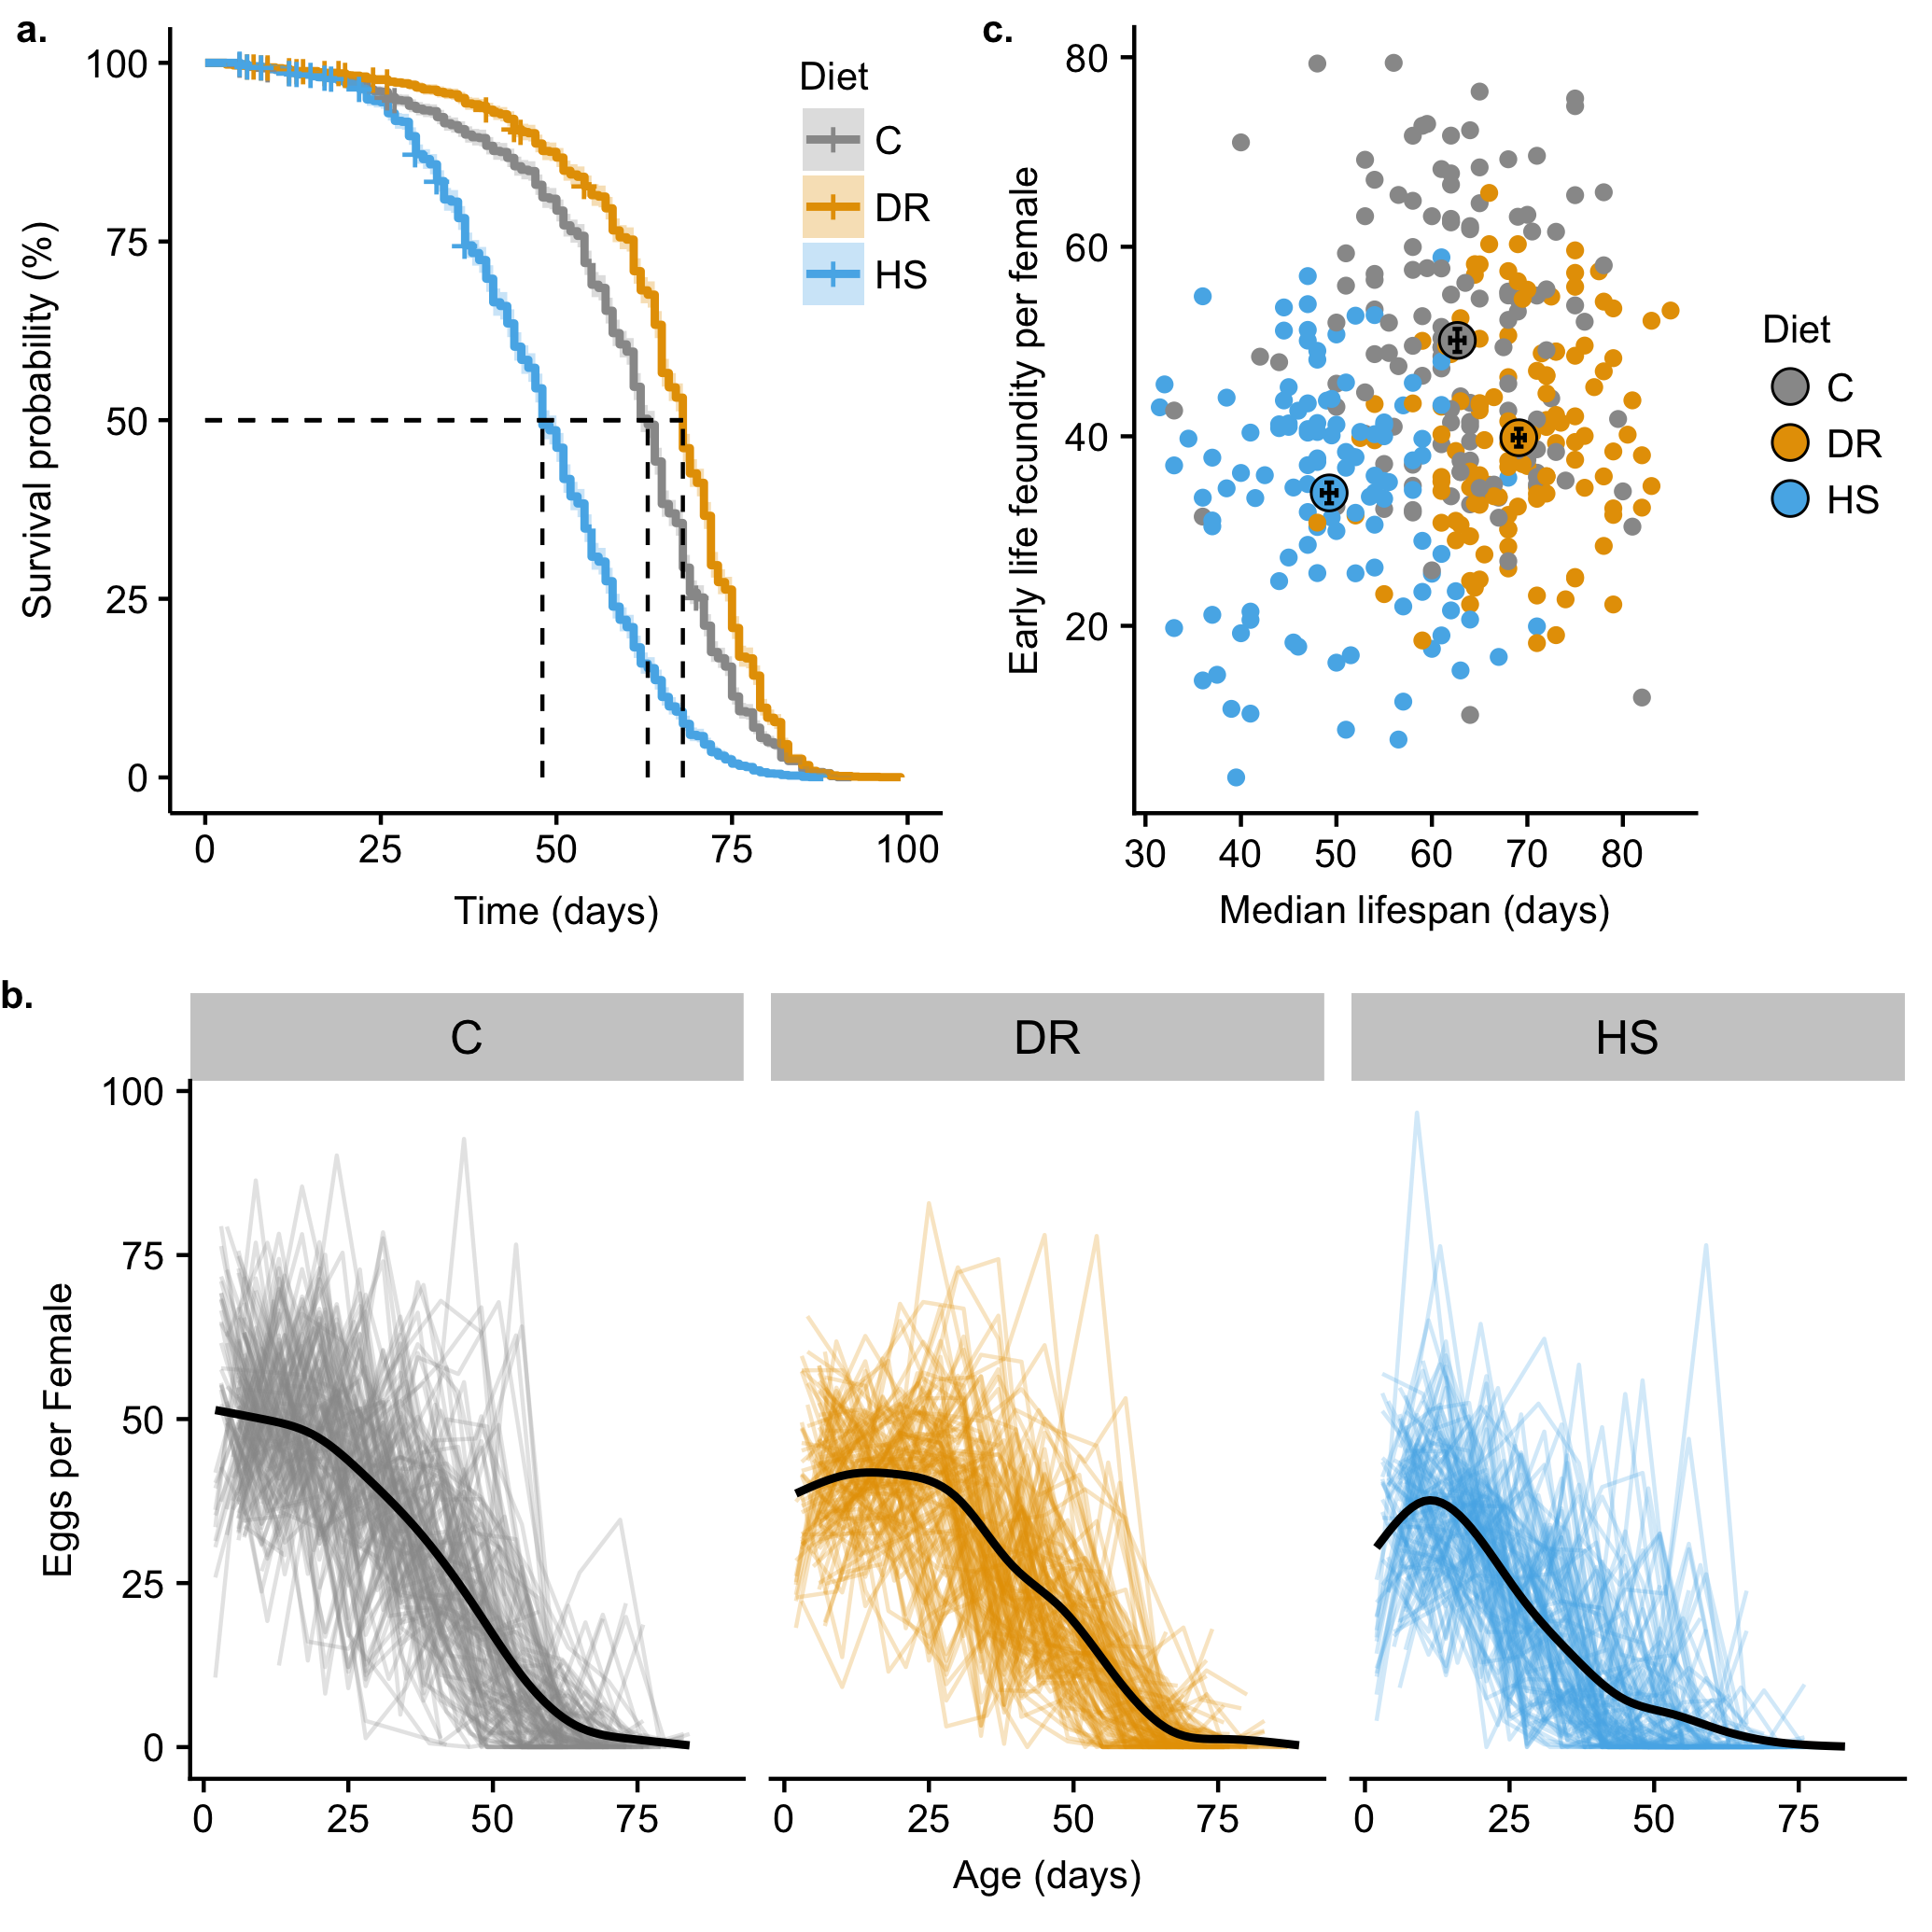 a.
Survival probability (%)
100
75
50
25
0
0 25 50 75 100
Time (days)
Diet
C
DR
HS
c.
Early life fecundity per female
80
60
40
20
30 40 50 60 70 80
Median lifespan (days)
Diet
C
DR
HS
b.
C DR HS
Eggs per Female
100
75
50
25
0
0 25 50 75 0 25 50 75 0 25 50 75
Age (days)